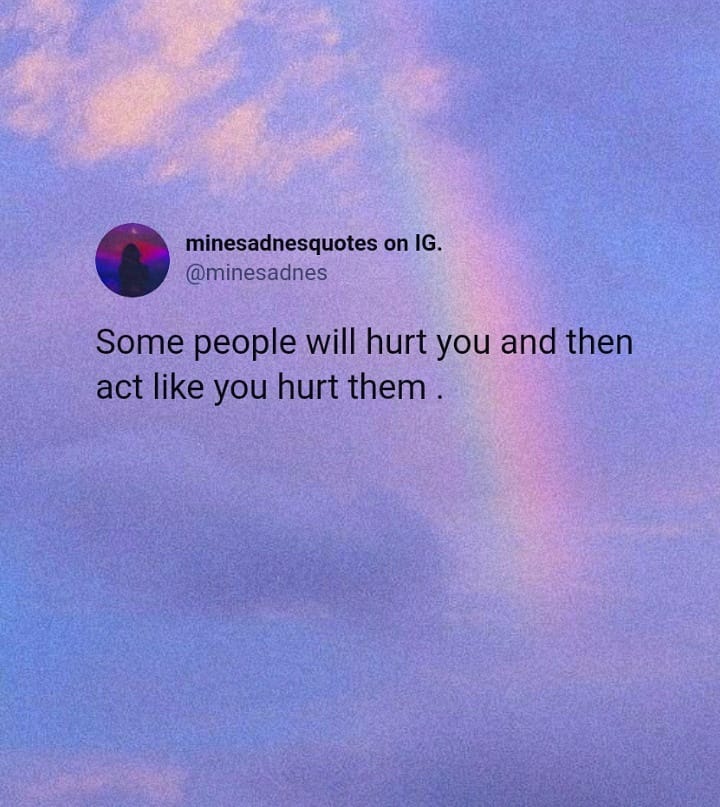 minesadnesquotes on IG.
@minesadnes
Some people will hurt you and then
act like you hurt them .